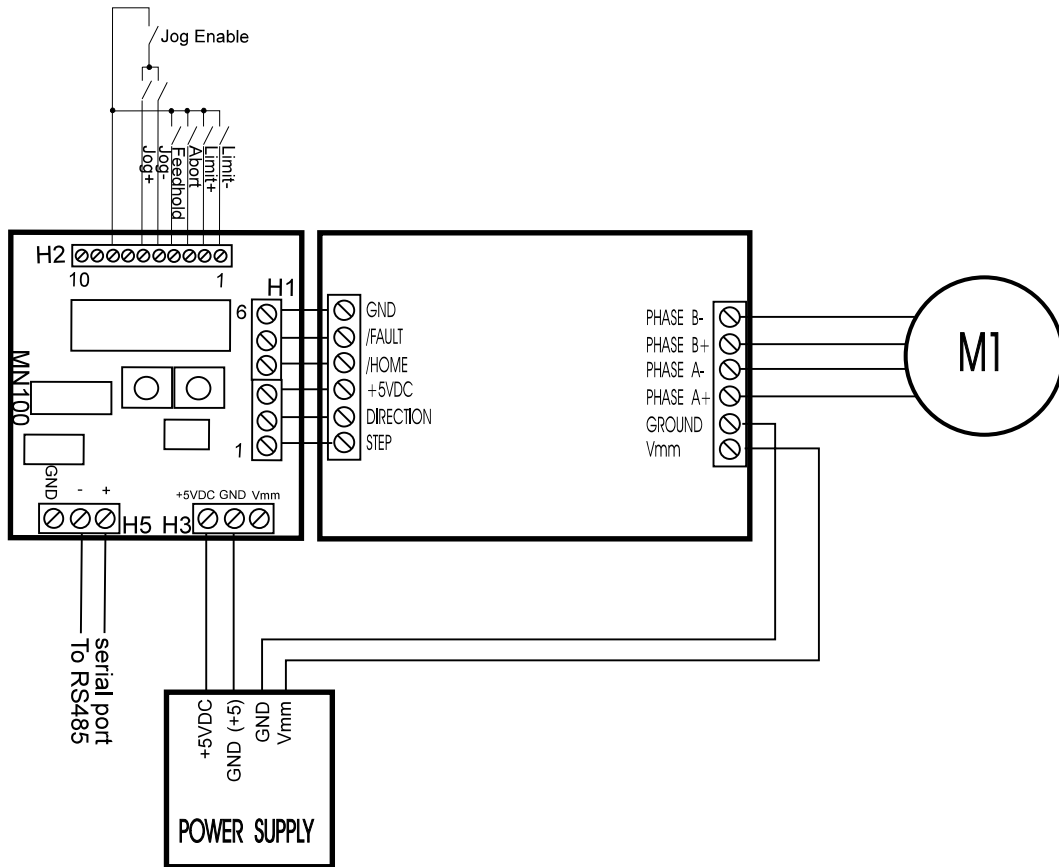 Jog Enable
Jog+
Jog-
Feedhold
Abort
Limit+
Limit-
H2
10
1
H1
6
1
MN100
GND
-
+
H5
+5VDC GND Vmm
H3
GND
/FAULT
/HOME
+5VDC
DIRECTION
STEP
PHASE B-
PHASE B+
PHASE A-
PHASE A+
GROUND
Vmm
M1
To RS485
serial port
+5VDC
GND (+5)
GND
Vmm
POWER SUPPLY